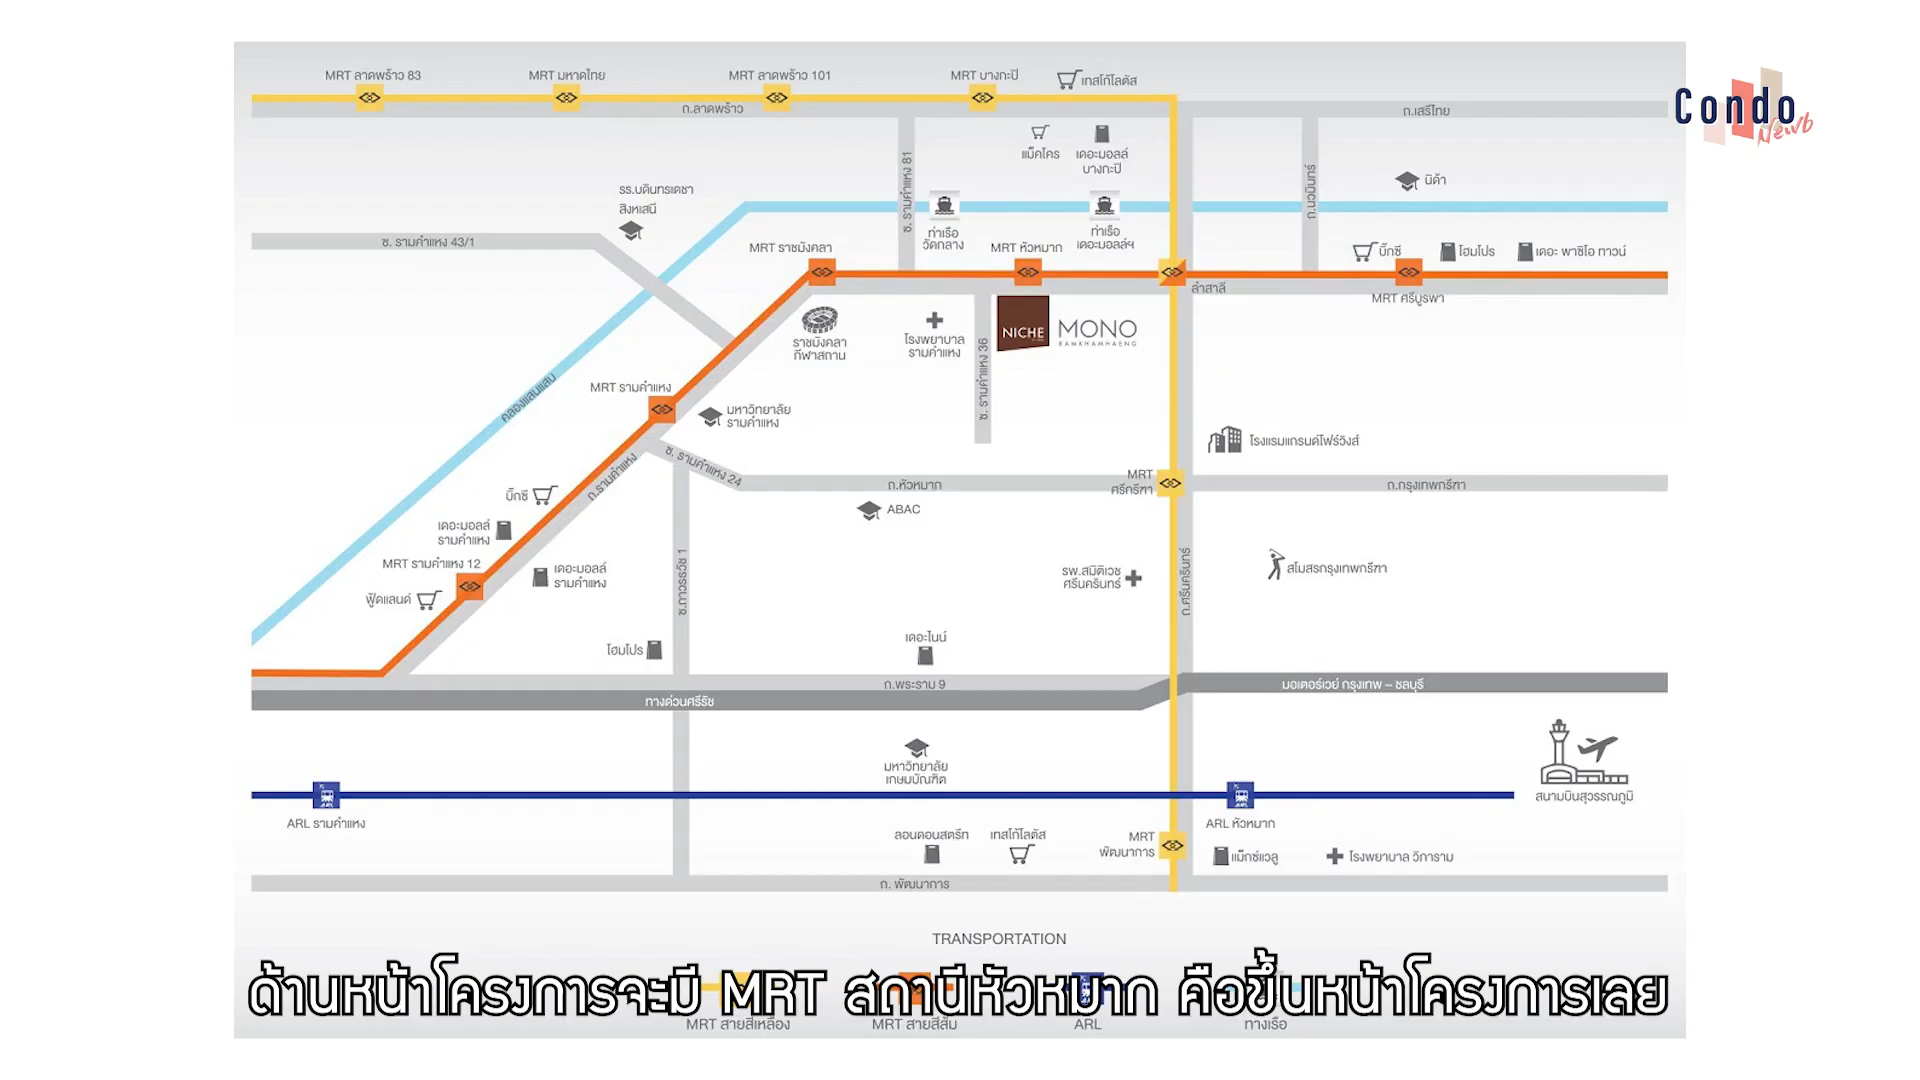 MRT ลาดพร้าว 83
MRT มหาดไทย
MRT ลาดพร้าว 101
MRT บางกะปิ
เทสโก้โลตัส
ถ.ลาดพร้าว
ถ.เสรีไทย
Condo
Newb
แม็คโคร
เดอะมอลล์
บางกะปิ
ซ. รามคำแหง 81
ถ.นวมินทร์
นิด้า
รร.บดินทรเดชา
สิงหเสนี
ซ. รามคำแหง 43/1
ท่าเรือ
วัดกลาง
ท่าเรือ
เดอะมอลล์ฯ
MRT ราชมังคลา
MRT หัวหมาก
บิ๊กซี
โฮมโปร
เดอะ พาซิโอ ทาวน์
ลำสาลี
MRT ศรีบูรพา
ราชมังคลา
กีฬาสถาน
โรงพยาบาล
รามคำแหง
ซ. รามคำแหง 36
NICHE
MONO
RAMKHAMHAENG
คลองแสนแสบ
MRT รามคำแหง
มหาวิทยาลัย
รามคำแหง
โรงแรมแกรนด์โฟร์วิงส์
ซ. รามคำแหง 24
ถ.รามคำแหง
MRT
ศรีกรีฑา
ถ.หัวหมาก
ถ.กรุงเทพกรีฑา
บิ๊กซี
ABAC
เดอะมอลล์
รามคำแหง
MRT รามคำแหง 12
เดอะมอลล์
รามคำแหง
ฟู้ดแลนด์
ซ.ถาวรธวัช 1
รพ.สมิติเวช
ศรีนครินทร์
ถ.ศรีนครินทร์
สโมสรกรุงเทพกรีฑา
โฮมโปร
เดอะไนน์
ถ.พระราม 9
ทางด่วนศรีรัช
มอเตอร์เวย์ กรุงเทพ – ชลบุรี
มหาวิทยาลัย
เกษมบัณฑิต
สนามบินสุวรรณภูมิ
ARL รามคำแหง
ARL หัวหมาก
ลอนดอนสตรีท
เทสโก้โลตัส
MRT
พัฒนาการ
แม็กซ์แวลู
โรงพยาบาล วิภาราม
ถ. พัฒนาการ
TRANSPORTATION
ด้านหน้าโครงการจะมี MRT สถานีหัวหมาก คือขึ้นหน้าโครงการเลย
MRT สายสีเหลือง
MRT สายสีส้ม
ARL
ทางเรือ